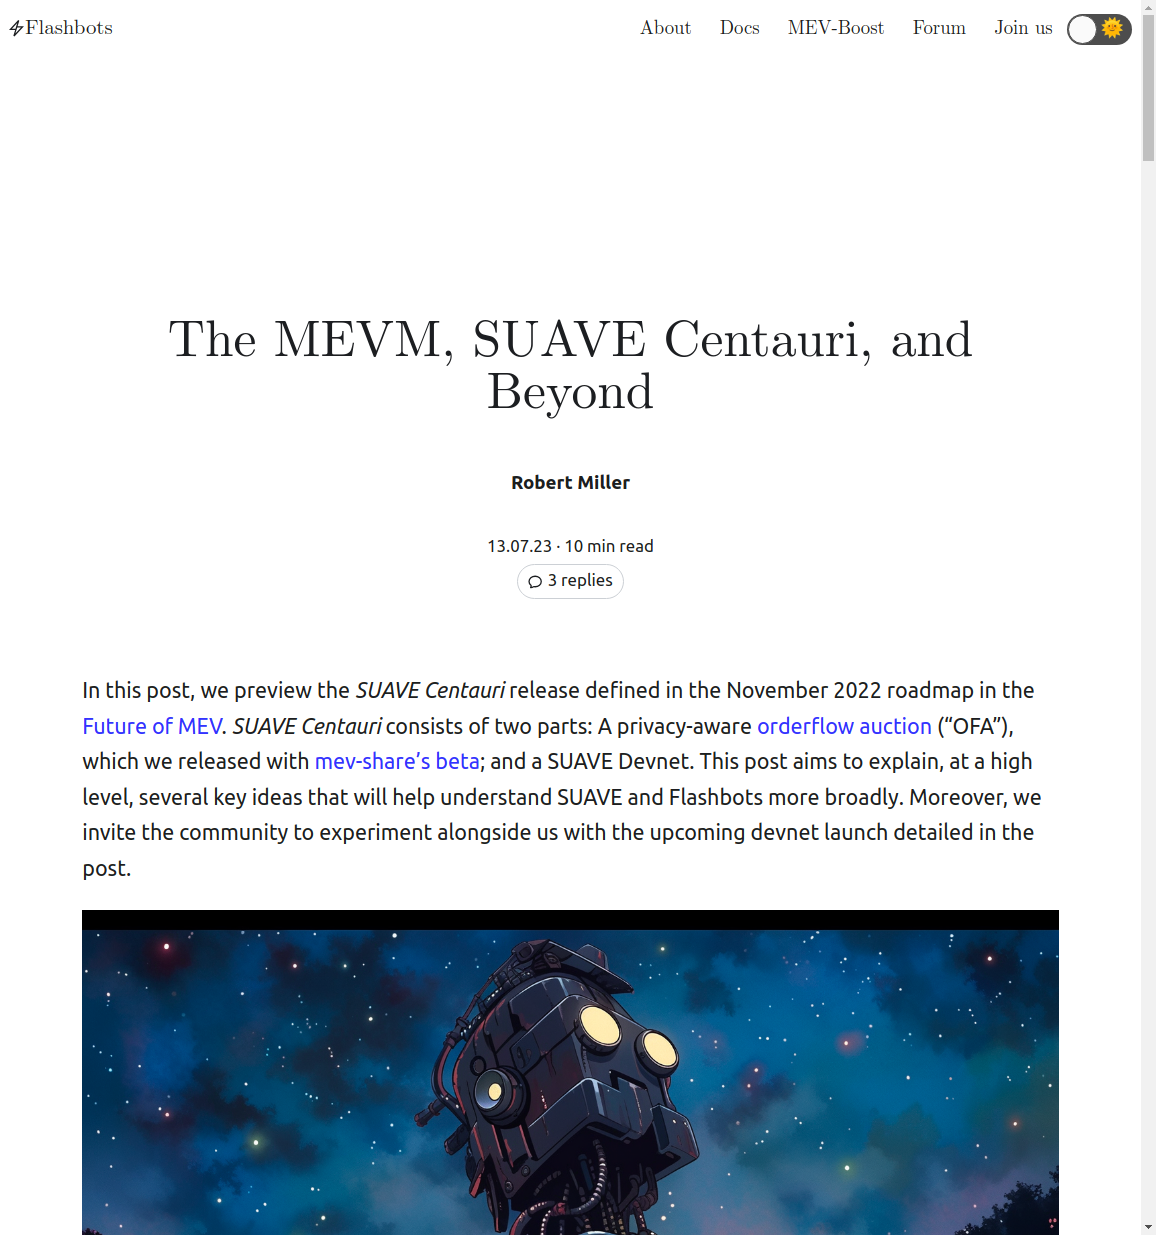 Flashbots
About Docs MEV-Boost Forum Join us
The MEVM, SUAVE Centauri, and
Beyond
Robert Miller
13.07.23 · 10 min read
3 replies
In this post, we preview the SUAVE Centauri release defined in the November 2022 roadmap in the
Future of MEV. SUAVE Centauri consists of two parts: A privacy-aware orderflow auction (“OFA”),
which we released with mev-share’s beta; and a SUAVE Devnet. This post aims to explain, at a high
level, several key ideas that will help understand SUAVE and Flashbots more broadly. Moreover, we
invite the community to experiment alongside us with the upcoming devnet launch detailed in the
post.